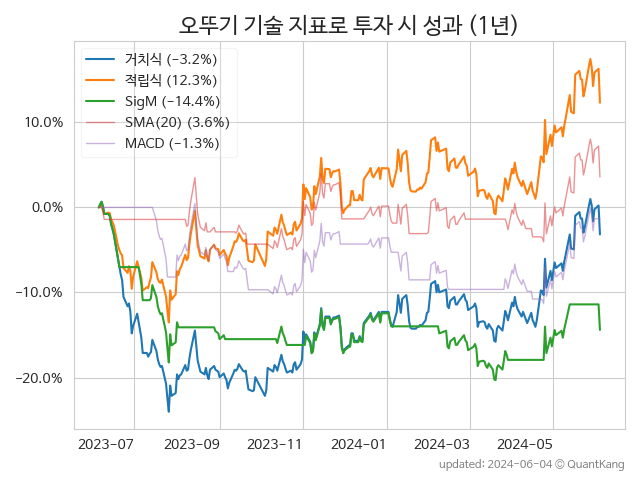 오뚜기 기술 지표로 투자 시 성과 (1년)
거치식 (−3.2%)
적립식 (12.3%)
SigM (−14.4%)
SMA(20) (3.6%)
MACD (−1.3%)
10.0%
0.0%
−10.0%
−20.0%
2023−07 2023−09 2023−11 2024−01 2024−03 2024−05
updated: 2024−06−04 © QuantKang